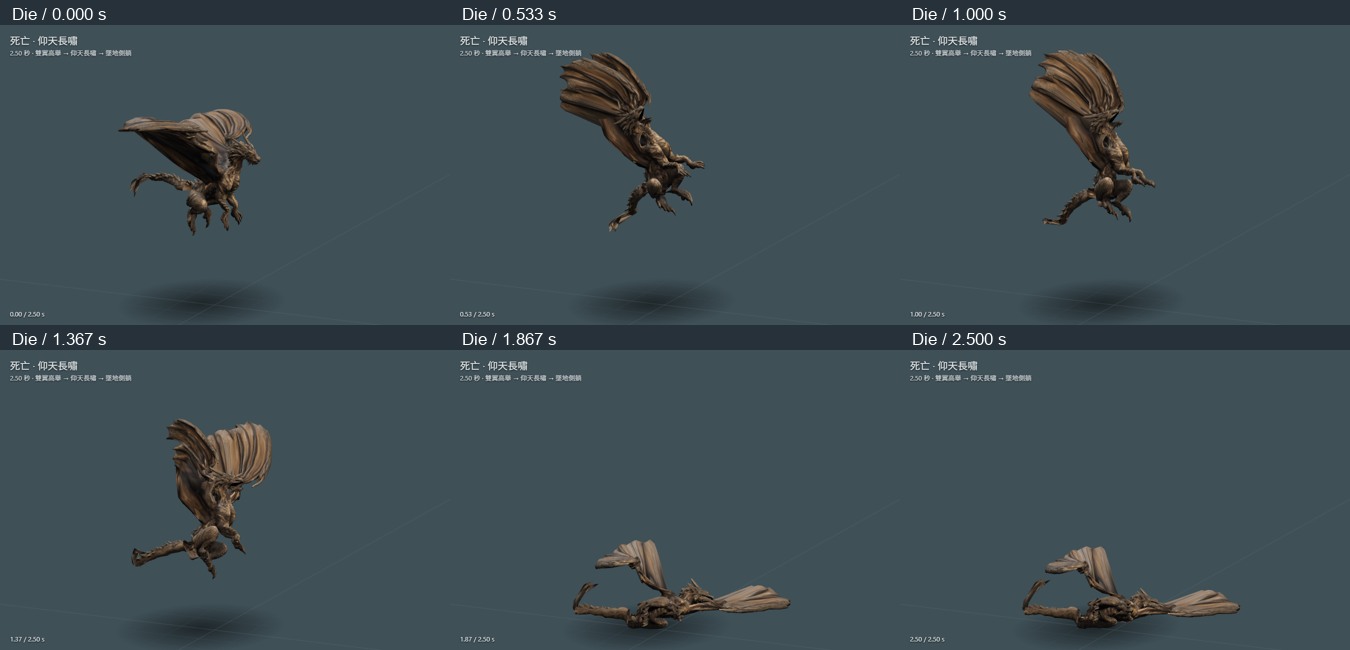 Die / 0.000 s
死亡 · 仰天長嘯
2.50 秒 · 雙翼高舉 → 仰天長嘯 → 墜地側躺
0.00 / 2.50 s
Die / 0.533 s
死亡 · 仰天長嘯
2.50 秒 · 雙翼高舉 → 仰天長嘯 → 墜地側躺
0.53 / 2.50 s
Die / 1.000 s
死亡 · 仰天長嘯
2.50 秒 · 雙翼高舉 → 仰天長嘯 → 墜地側躺
1.00 / 2.50 s
Die / 1.367 s
死亡 · 仰天長嘯
2.50 秒 · 雙翼高舉 → 仰天長嘯 → 墜地側躺
1.37 / 2.50 s
Die / 1.867 s
死亡 · 仰天長嘯
2.50 秒 · 雙翼高舉 → 仰天長嘯 → 墜地側躺
1.87 / 2.50 s
Die / 2.500 s
死亡 · 仰天長嘯
2.50 秒 · 雙翼高舉 → 仰天長嘯 → 墜地側躺
2.50 / 2.50 s